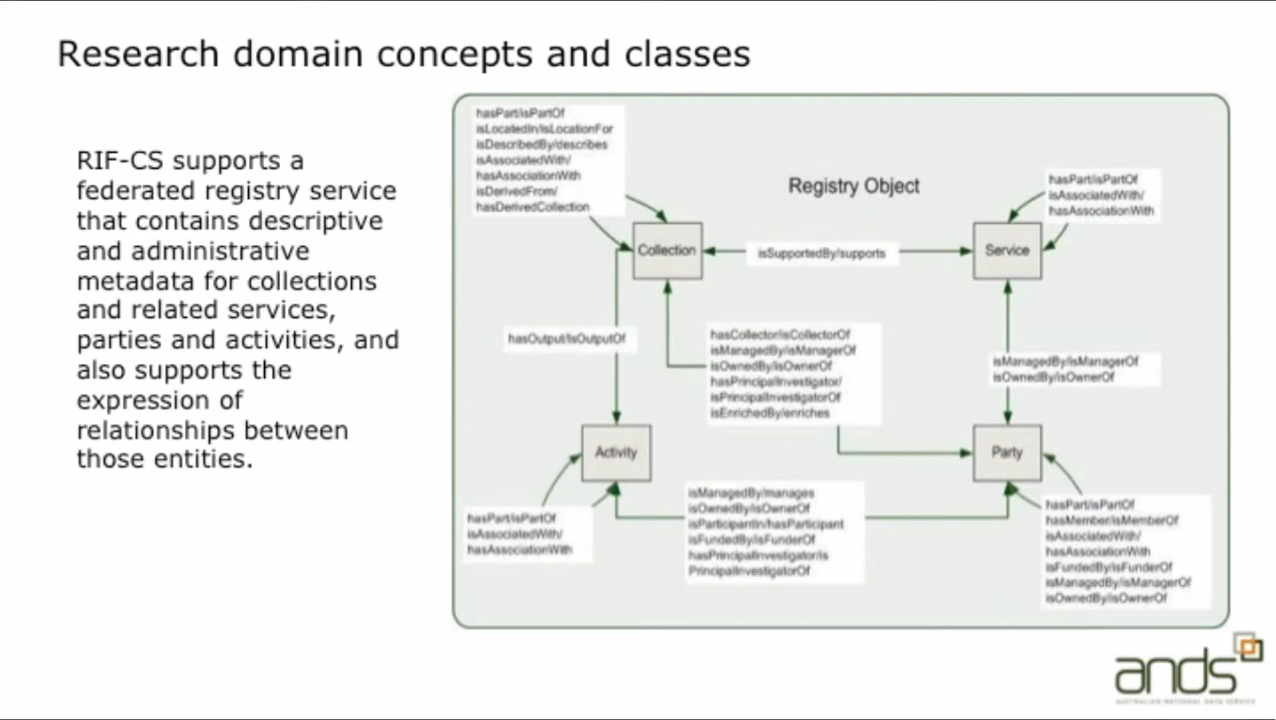 Research domain concepts and classes
RIF-CS supports a
federated registry service
that contains descriptive
and administrative
metadata for collections
and related services,
parties and activities, and
also supports the
expression of
relationships between
those entities.
hasPart/isPartOf
isLocatedIn/isLocationFor
isDescribedBy/describes
isAssociatedWith/
hasAssociationWith
isDerivedFrom/
hasDerivedCollection
Registry Object
hasPart/isPartOf
isAssociatedWith/
hasAssociationWith
Collection
isSupportedBy/supports
Service
hasOutput/isOutputOf
hasCollector/isCollectorOf
isManagedBy/isManagerOf
isOwnedBy/isOwnerOf
hasPrincipalInvestigator/
isPrincipalInvestigatorOf
isEnrichedBy/enriches
isManagedBy/isManagerOf
isOwnedBy/isOwnerOf
Activity
Party
hasPart/isPartOf
isAssociatedWith/
hasAssociationWith
isManagedBy/manages
isOwnedBy/isOwnerOf
isParticipantIn/hasParticipant
isFundedBy/isFunderOf
hasPrincipalInvestigator/is
PrincipalInvestigatorOf
hasPart/isPartOf
hasMember/isMemberOf
isAssociatedWith/
hasAssociationWith
isFundedBy/isFunderOf
isManagedBy/isManagerOf
isOwnedBy/isOwnerOf
ands
AUSTRALIAN NATIONAL DATA SERVICE